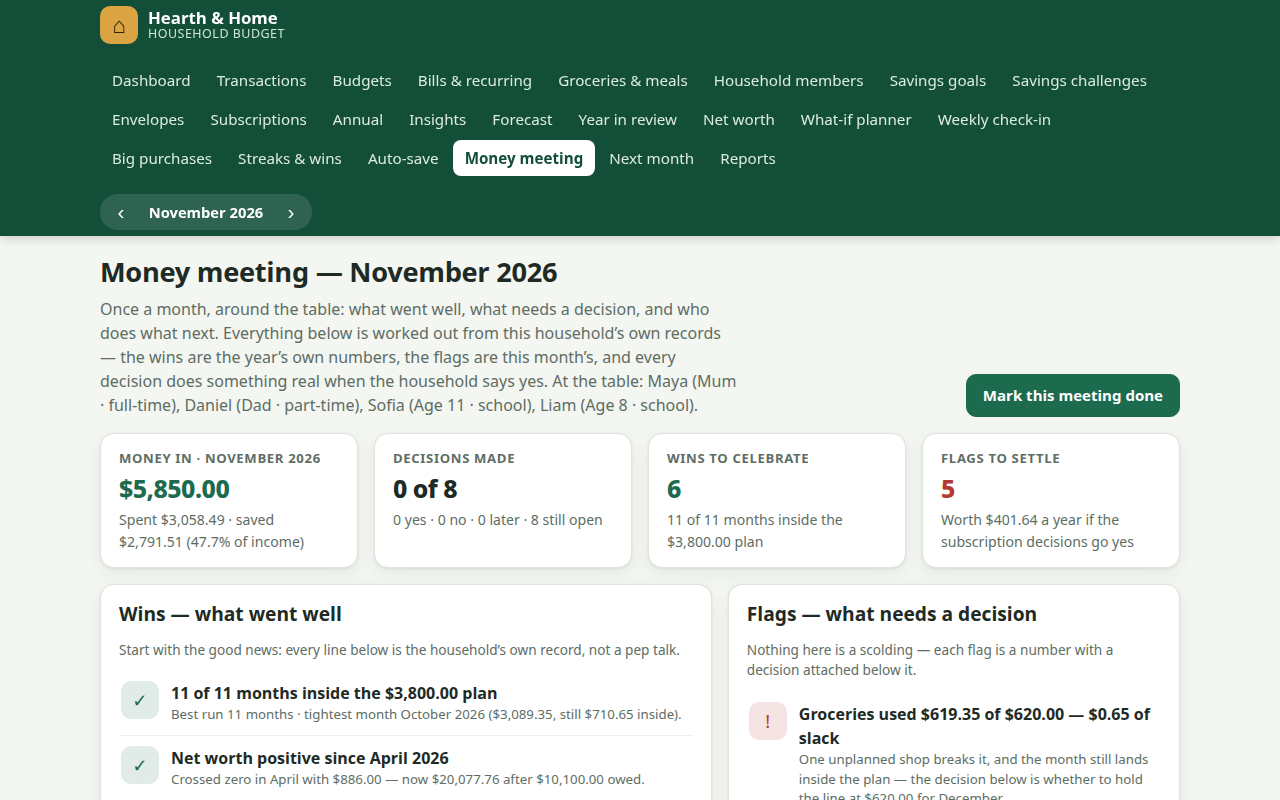 Hearth & Home
HOUSEHOLD BUDGET
Dashboard Transactions Budgets Bills & recurring Groceries & meals Household members Savings goals Savings challenges
Envelopes Subscriptions Annual Insights Forecast Year in review Net worth What-if planner Weekly check-in
Big purchases Streaks & wins Auto-save Money meeting Next month Reports
‹ November 2026 ›
Money meeting — November 2026
Once a month, around the table: what went well, what needs a decision, and who
does what next. Everything below is worked out from this household’s own records
— the wins are the year’s own numbers, the flags are this month’s, and every
decision does something real when the household says yes. At the table: Maya (Mum
· full-time), Daniel (Dad · part-time), Sofia (Age 11 · school), Liam (Age 8 · school).
Mark this meeting done
MONEY IN · NOVEMBER 2026
$5,850.00
Spent $3,058.49 · saved
$2,791.51 (47.7% of income)
DECISIONS MADE
0 of 8
0 yes · 0 no · 0 later · 8 still open
WINS TO CELEBRATE
6
11 of 11 months inside the
$3,800.00 plan
FLAGS TO SETTLE
5
Worth $401.64 a year if the
subscription decisions go yes
Wins — what went well
Start with the good news: every line below is the household’s own record, not a pep talk.
✓
11 of 11 months inside the $3,800.00 plan
Best run 11 months · tightest month October 2026 ($3,089.35, still $710.65 inside).
✓
Net worth positive since April 2026
Crossed zero in April with $886.00 — now $20,077.76 after $10,100.00 owed.
Flags — what needs a decision
Nothing here is a scolding — each flag is a number with a
decision attached below it.
!
Groceries used $619.35 of $620.00 — $0.65 of
slack
One unplanned shop breaks it, and the month still lands
inside the plan — the decision below is whether to hold
the line at $620.00 for December.